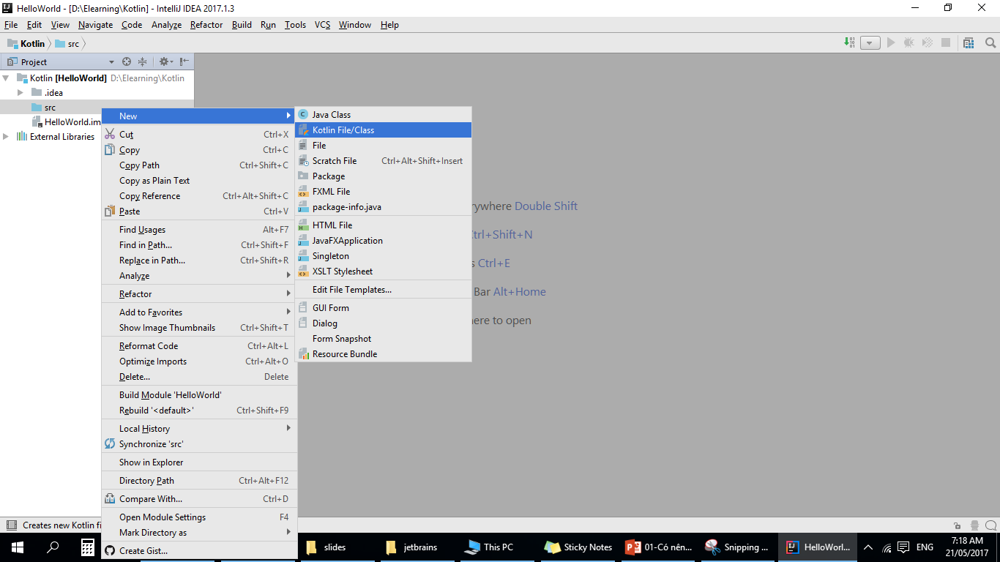 HelloWorld - [D:\Elearning\Kotlin] - IntelliJ IDEA 2017.1.3
File Edit View Navigate Code Analyze Refactor Build Run Tools VCS Window Help
Kotlin src
Project
Kotlin [HelloWorld] D:\Elearning\Kotlin
.idea
src
HelloWorld.im
External Libraries
New
Cut Ctrl+X
Copy Ctrl+C
Copy Path Ctrl+Shift+C
Copy as Plain Text
Copy Reference Ctrl+Alt+Shift+C
Paste Ctrl+V
Find Usages Alt+F7
Find in Path... Ctrl+Shift+F
Replace in Path... Ctrl+Shift+R
Analyze
Refactor
Add to Favorites
Show Image Thumbnails Ctrl+Shift+T
Reformat Code Ctrl+Alt+L
Optimize Imports Ctrl+Alt+O
Delete... Delete
Build Module 'HelloWorld'
Rebuild '<default>' Ctrl+Shift+F9
Local History
Synchronize 'src'
Show in Explorer
Directory Path Ctrl+Alt+F12
Compare With... Ctrl+D
Open Module Settings F4
Mark Directory as
Create Gist...
Java Class
Kotlin File/Class
File
Scratch File Ctrl+Alt+Shift+Insert
Package
FXML File
package-info.java
HTML File
JavaFXApplication
Singleton
XSLT Stylesheet
Edit File Templates...
GUI Form
Dialog
Form Snapshot
Resource Bundle
rywhere Double Shift
Ctrl+Shift+N
s Ctrl+E
Bar Alt+Home
here to open
Creates new Kotlin fi
slides
jetbrains
This PC
Sticky Notes
01-Có nên...
Snipping ...
HelloWorl...
ENG
7:18 AM
21/05/2017